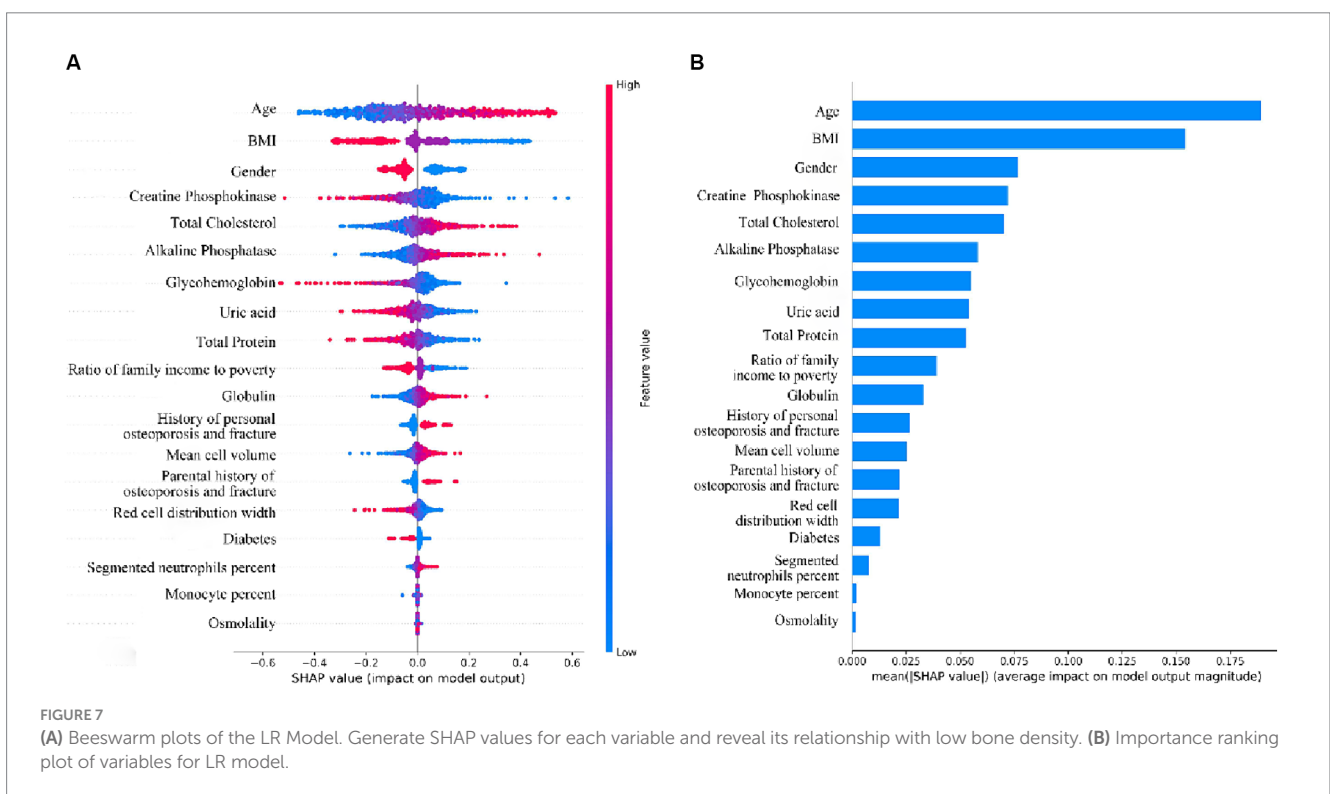 A
Age
BMI
Gender
Creatine Phosphokinase
Total Cholesterol
Alkaline Phosphatase
Glycohemoglobin
Uric acid
Total Protein
Ratio of family income to poverty
Globulin
History of personal
osteoporosis and fracture
Mean cell volume
Parental history of
osteoporosis and fracture
Red cell distribution width
Diabetes
Segmented neutrophils percent
Monocyte percent
Osmolality
−0.6 −0.4 −0.2 0.0 0.2 0.4 0.6
SHAP value (impact on model output)
High
Feature value
Low
B
Age
BMI
Gender
Creatine Phosphokinase
Total Cholesterol
Alkaline Phosphatase
Glycohemoglobin
Uric acid
Total Protein
Ratio of family
income to poverty
Globulin
History of personal
osteoporosis and fracture
Mean cell volume
Parental history of
osteoporosis and fracture
Red cell
distribution width
Diabetes
Segmented
neutrophils percent
Monocyte percent
Osmolality
0.000 0.025 0.050 0.075 0.100 0.125 0.150 0.175
mean(|SHAP value|) (average impact on model output magnitude)
FIGURE 7
(A) Beeswarm plots of the LR Model. Generate SHAP values for each variable and reveal its relationship with low bone density. (B) Importance ranking
plot of variables for LR model.